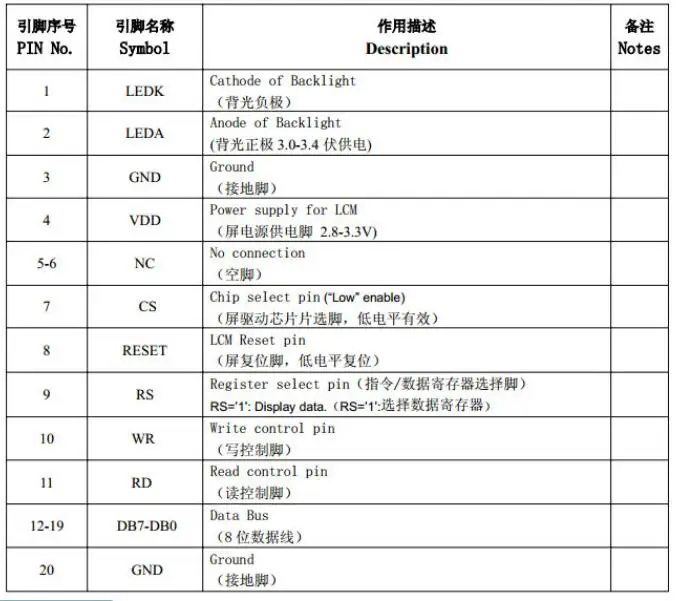 引脚序号 引脚名称 作用描述 备注
PIN No. Symbol Description Notes
1 LEDK Cathode of Backlight
（背光负极）
2 LEDA Anode of Backlight
(背光正极 3.0-3.4 伏供电)
3 GND Ground
（接地脚）
4 VDD Power supply for LCM
（屏电源供电脚 2.8-3.3V)
5-6 NC No connection
（空脚）
7 CS Chip select pin (“Low” enable)
（屏驱动芯片片选脚，低电平有效）
8 RESET LCM Reset pin
（屏复位脚，低电平复位）
9 RS Register select pin（指令/数据寄存器选择脚）
RS='1': Display data.（RS='1':选择数据寄存器）
10 WR Write control pin
（写控制脚）
11 RD Read control pin
（读控制脚）
12-19 DB7-DB0 Data Bus
（8 位数据线）
20 GND Ground
（接地脚）